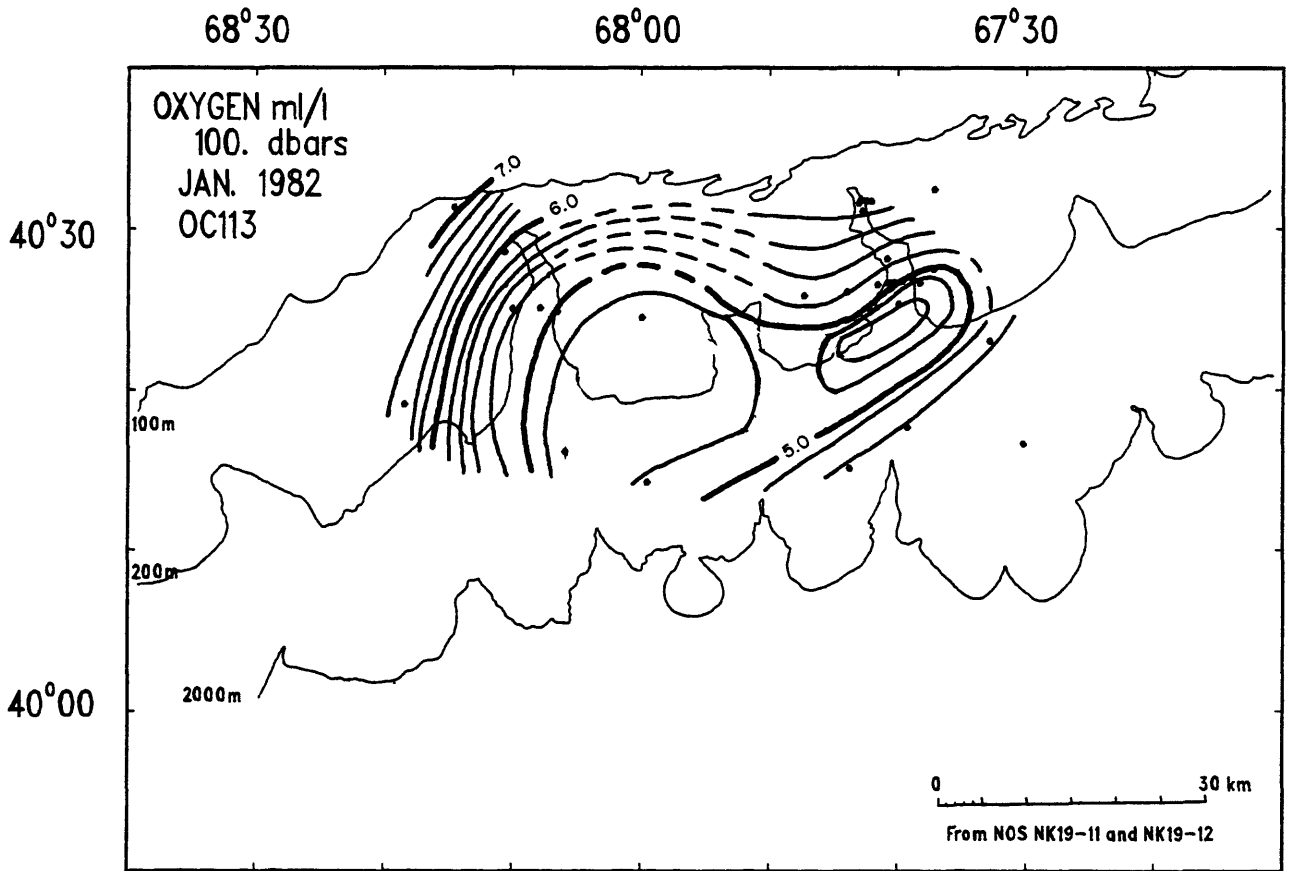 68°30
68°00
67°30
OXYGEN ml/l
100. dbars
JAN. 1982
OC113
7.0
6.0
40°30
100m
5.0
200m
2000m
40°00
0
30 km
From NOS NK19-11 and NK19-12